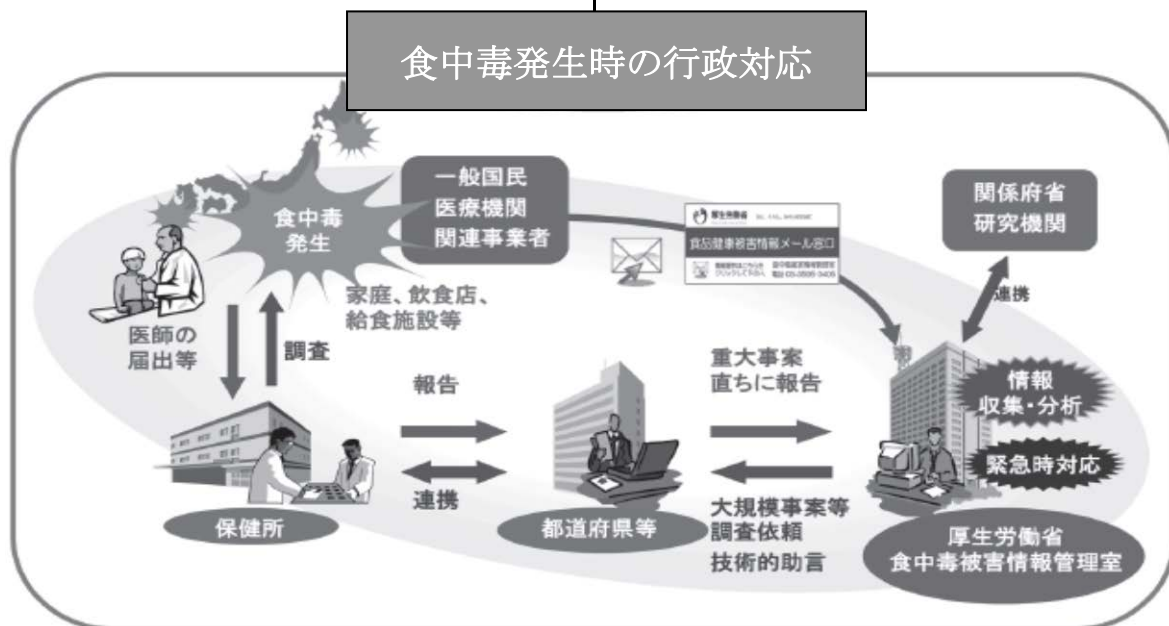 食中毒発生時の行政対応
食中毒
発生
一般国民
医療機関
関連事業者
家庭、飲食店、
給食施設等
厚生労働省
食品健康被害情報メール窓口
関係府省
研究機関
連携
医師の
届出等
調査
報告
連携
重大事案
直ちに報告
大規模事案等
調査依頼
技術的助言
情報
収集・分析
緊急時対応
保健所
都道府県等
厚生労働省
食中毒被害情報管理室